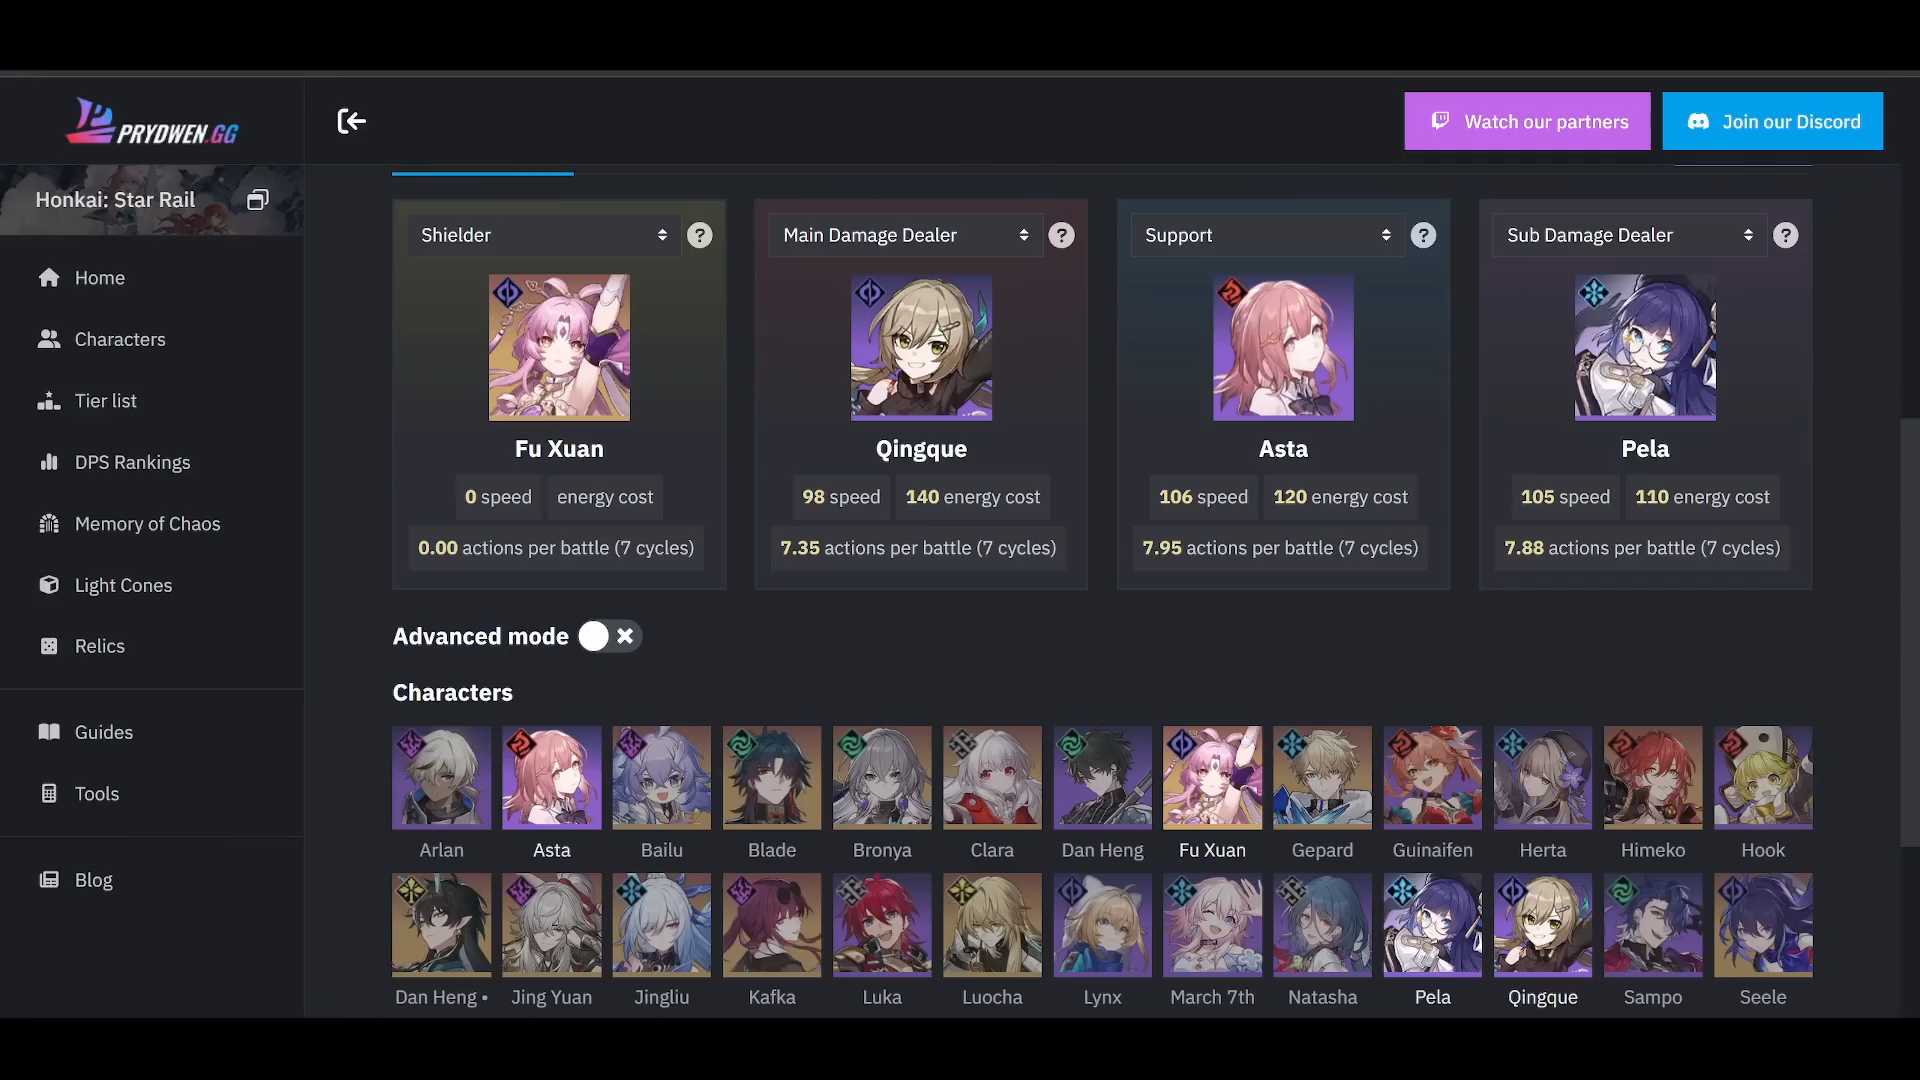 PRYDWEN.GG
Watch our partners
Join our Discord
Honkai: Star Rail
Home
Characters
Tier list
DPS Rankings
Memory of Chaos
Light Cones
Relics
Guides
Tools
Blog
Shielder
?
Main Damage Dealer
?
Support
?
Sub Damage Dealer
?
Fu Xuan
Qingque
Asta
Pela
0 speed
energy cost
98 speed
140 energy cost
106 speed
120 energy cost
105 speed
110 energy cost
0.00 actions per battle (7 cycles)
7.35 actions per battle (7 cycles)
7.95 actions per battle (7 cycles)
7.88 actions per battle (7 cycles)
Advanced mode
Characters
Arlan
Asta
Bailu
Blade
Bronya
Clara
Dan Heng
Fu Xuan
Gepard
Guinaifen
Herta
Himeko
Hook
Dan Heng •
Jing Yuan
Jingliu
Kafka
Luka
Luocha
Lynx
March 7th
Natasha
Pela
Qingque
Sampo
Seele